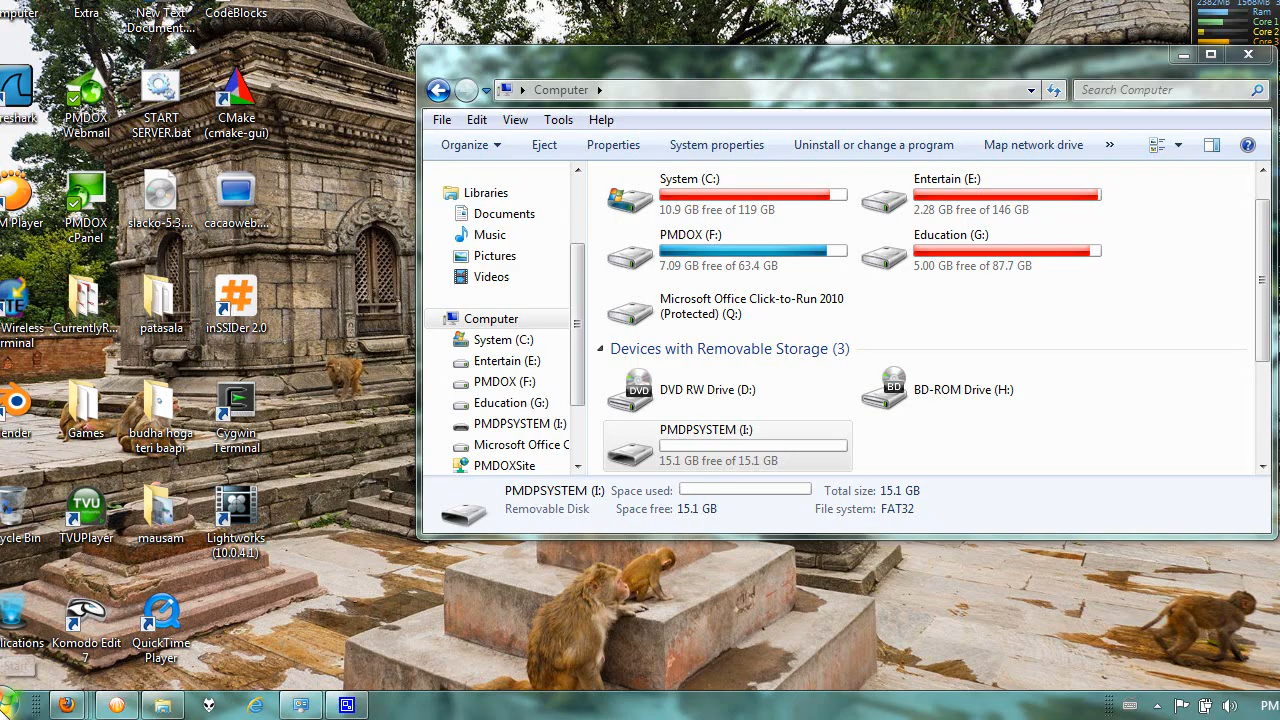 mputer
Extra
New Text
Document....
CodeBlocks
2382MB 1568MB
Ram
Core 1
Core 2
Core 3
reshark
PMDOX
Webmail
START
SERVER.bat
CMake
(cmake-gui)
M Player
PMDOX
cPanel
slacko-5.3....
cacaoweb....
Wireless
rminal
CurrentlyR...
patasala
inSSIDer 2.0
ender
Games
budha hoga
teri baapi
Cygwin
Terminal
ycle Bin
TVU
TVUPlayer
mausam
Lightworks
(10.0.4.1)
lications
Komodo Edit
7
QuickTime
Player
Start
Computer
Search Computer
File Edit View Tools Help
Organize Eject Properties System properties Uninstall or change a program Map network drive »
Libraries
Documents
Music
Pictures
Videos
Computer
System (C:)
Entertain (E:)
PMDOX (F:)
Education (G:)
PMDPSYSTEM (I:)
Microsoft Office C
PMDOXSite
System (C:)
10.9 GB free of 119 GB
Entertain (E:)
2.28 GB free of 146 GB
PMDOX (F:)
7.09 GB free of 63.4 GB
Education (G:)
5.00 GB free of 87.7 GB
Microsoft Office Click-to-Run 2010
(Protected) (Q:)
Devices with Removable Storage (3)
DVD
DVD RW Drive (D:)
BD
BD-ROM Drive (H:)
PMDPSYSTEM (I:)
15.1 GB free of 15.1 GB
PMDPSYSTEM (I:) Space used: Total size: 15.1 GB
Removable Disk Space free: 15.1 GB File system: FAT32
PM